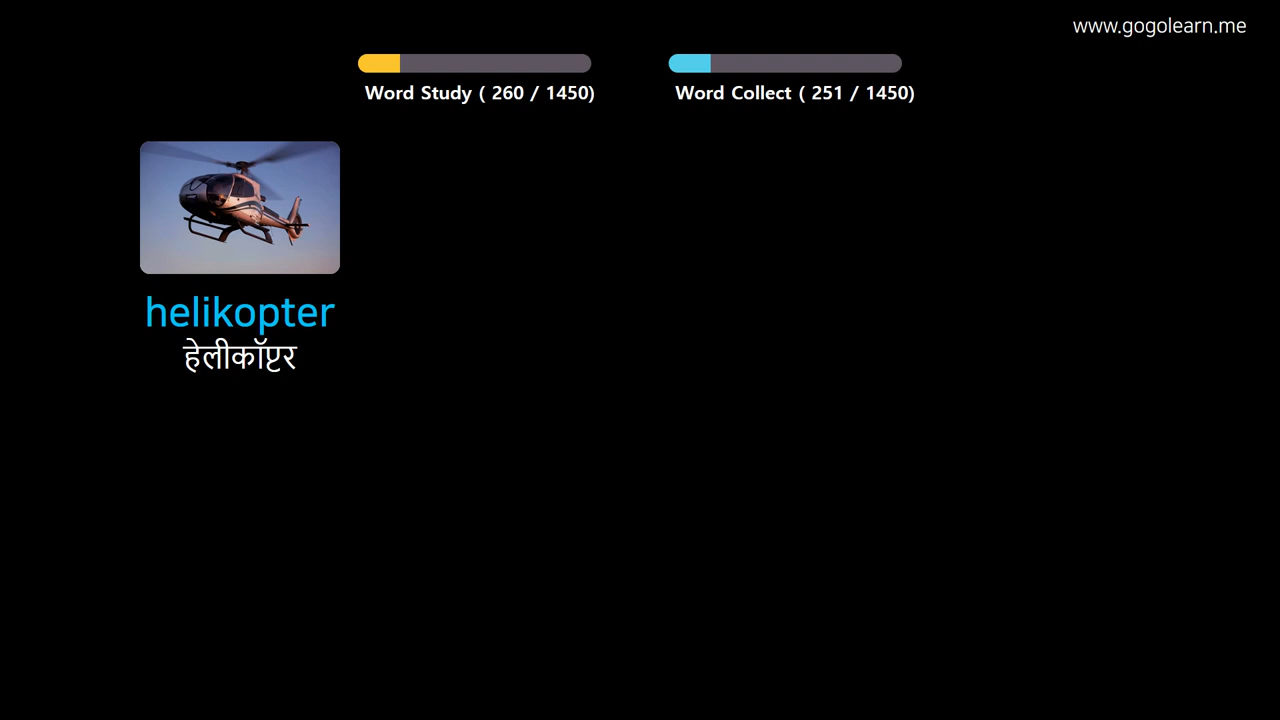 www.gogolearn.me
Word Study ( 260 / 1450)
Word Collect ( 251 / 1450)
helikopter
हेलीकॉप्टर